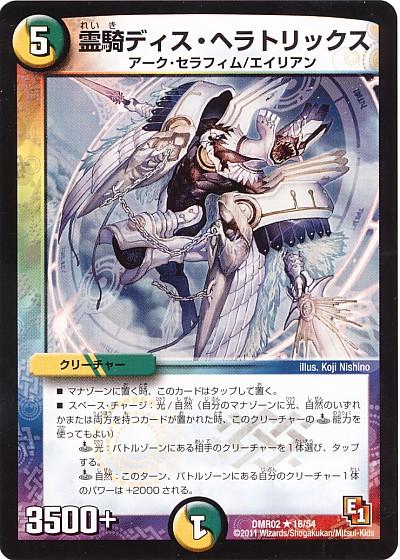 5
れいき
霊騎ディス・ヘラトリックス
アーク・セラフィム/エイリアン
illus. Koji Nishino
クリーチャー
■ マナゾーンに置く時、このカードはタップして置く。
■ スペース・チャージ：光/自然（自分のマナゾーンに光、自然のいずれ
かまたは両方を持つカードが置かれた時、このクリーチャーの 能力を
使ってもよい）
光：バトルゾーンにある相手のクリーチャーを1体選び、タップ
する。
自然：このターン、バトルゾーンにある自分のクリーチャー1体
のパワーは+2000 される。
3500+
1
DMR02 ★ 16/54
©2011 Wizards/Shogakukan/Mitsui-Kids
E1